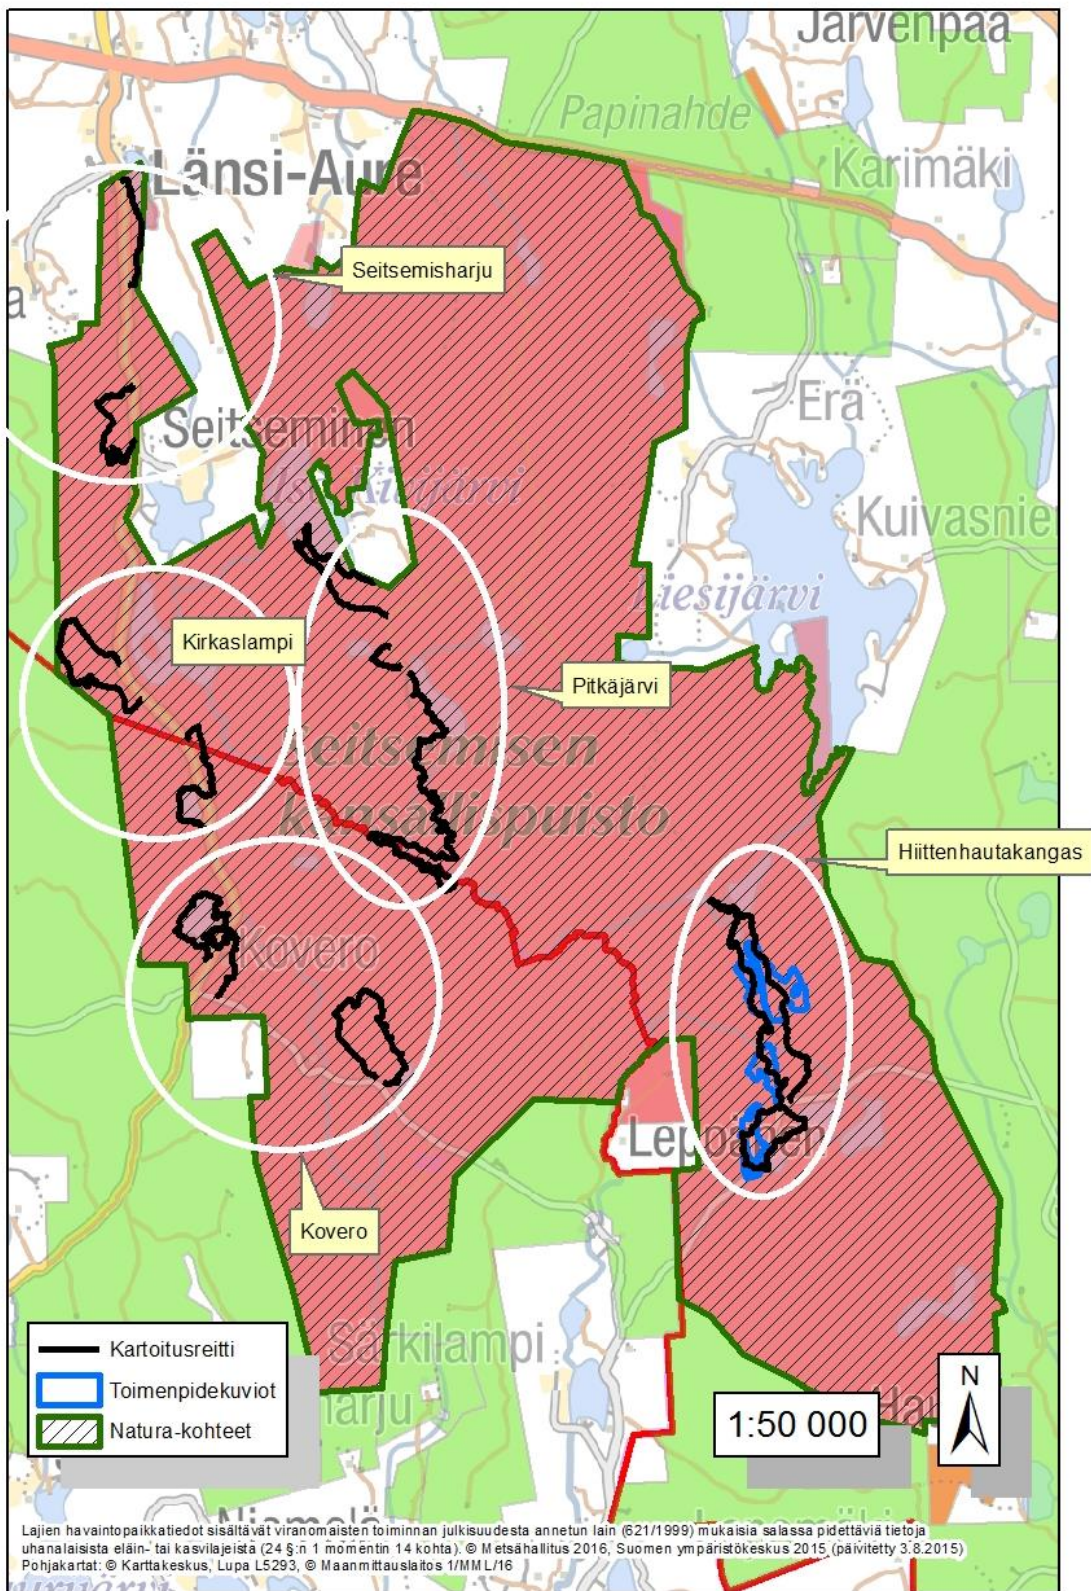 Järvenpää
Papinahde
Karimäki
Länsi-Aure
Seitsemisharju
Erä
Seitseminen
Iso Kivijärvi
Kuivasnie
Liesijärvi
Kirkaslampi
Pitkäjärvi
Seitsemisen
kansallispuisto
Hiittenhautakangas
Kovero
Leppänen
Kovero
Särkilampi
harju
Kartoitusreitti
Toimenpidekuviot
Natura-kohteet
1:50 000
N
Lajien havaintopaikkatiedot sisältävät viranomaisten toiminnan julkisuudesta annetun lain (621/1999) mukaisia salassa pidettäviä tietoja
uhanalaisista eläin- tai kasvilajeista (24 §:n 1 momentin 14 kohta). © Metsähallitus 2016, Suomen ympäristökeskus 2015 (päivitetty 3.8.2015)
Pohjakartat: © Karttakeskus, Lupa L5293, © Maanmittauslaitos 1/MML/16